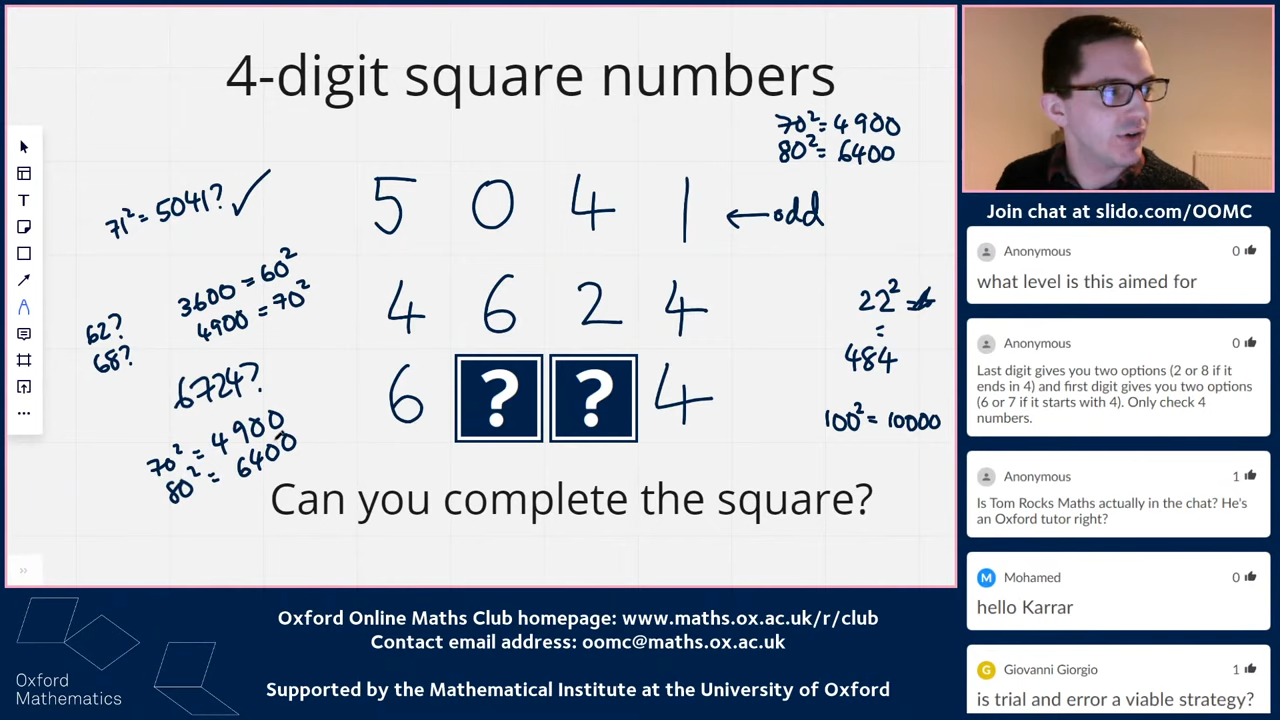 4-digit square numbers
70² = 4900
80² = 6400
71² = 5041? ✓
5 0 4 1 ← odd
3600 = 60²
4900 = 70²
62?
68?
4 6 2 4
22² =
=
484
6724?
6 ? ? 4
100² = 10000
70² = 4900
80² = 6400
Can you complete the square?
Oxford
Mathematics
Oxford Online Maths Club homepage: www.maths.ox.ac.uk/r/club
Contact email address: oomc@maths.ox.ac.uk
Supported by the Mathematical Institute at the University of Oxford
Join chat at slido.com/OOMC
Anonymous 0
what level is this aimed for
Anonymous 0
Last digit gives you two options (2 or 8 if it
ends in 4) and first digit gives you two options
(6 or 7 if it starts with 4). Only check 4
numbers.
Anonymous 1
Is Tom Rocks Maths actually in the chat? He's
an Oxford tutor right?
M Mohamed 0
hello Karrar
G Giovanni Giorgio 1
is trial and error a viable strategy?